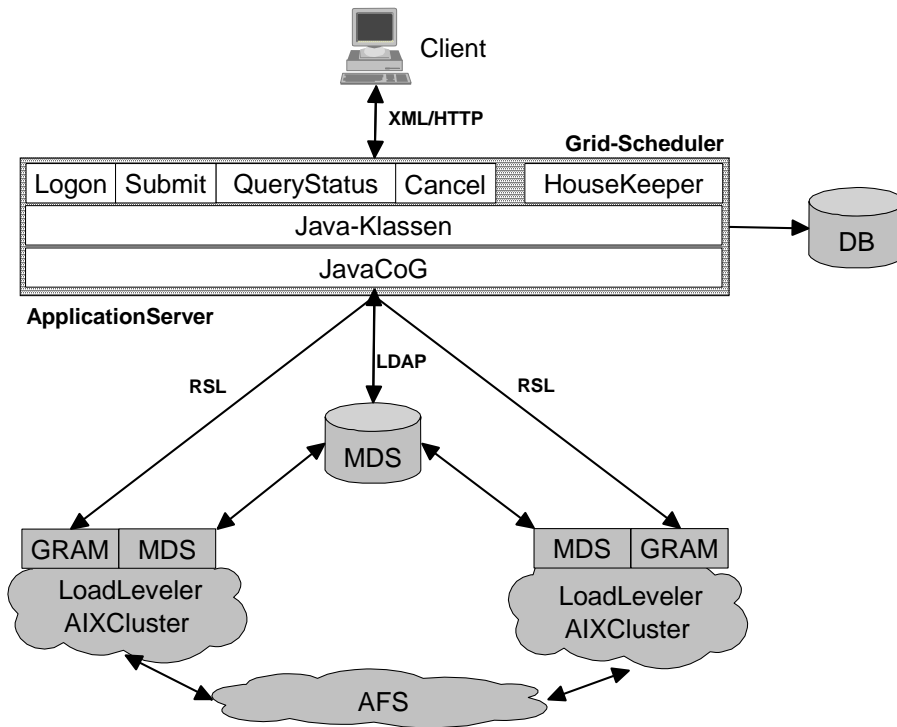 Client
XML/HTTP
Grid-Scheduler
Logon Submit QueryStatus Cancel HouseKeeper
Java-Klassen
DB
JavaCoG
ApplicationServer
LDAP
RSL RSL
MDS
GRAM MDS MDS GRAM
LoadLeveler
AIXCluster
LoadLeveler
AIXCluster
AFS